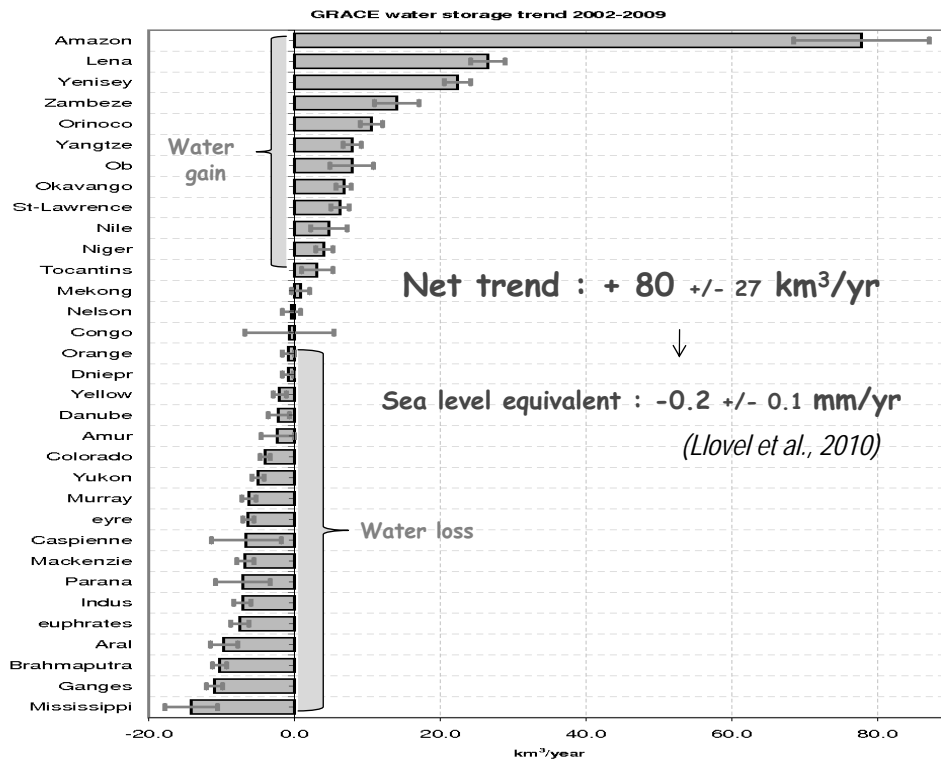 GRACE water storage trend 2002-2009
Amazon
Lena
Yenisey
Zambeze
Orinoco
Yangtze
Ob
Okavango
St-Lawrence
Nile
Niger
Tocantins
Mekong
Nelson
Congo
Orange
Dniepr
Yellow
Danube
Amur
Colorado
Yukon
Murray
eyre
Caspienne
Mackenzie
Parana
Indus
euphrates
Aral
Brahmaputra
Ganges
Mississippi
Water
gain
Net trend : + 80 +/- 27 km³/yr
Sea level equivalent : -0.2 +/- 0.1 mm/yr
(Llovel et al., 2010)
Water loss
-20.0 0.0 20.0 40.0 60.0 80.0
km³/year